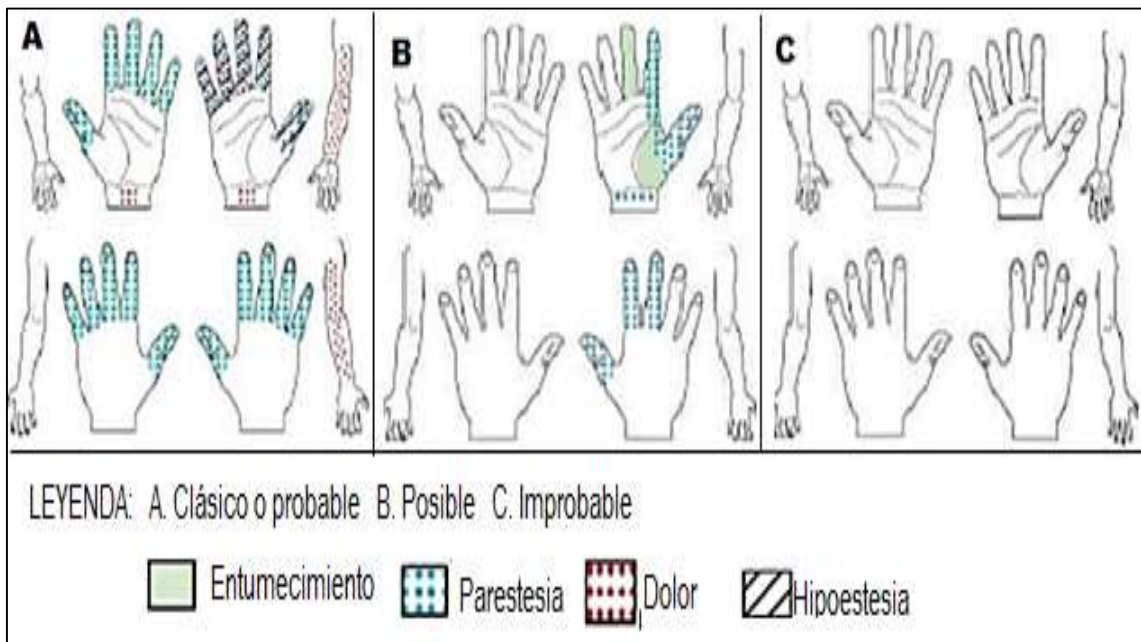 A
B
C
LEYENDA: A. Clásico o probable B. Posible C. Improbable
Entumecimiento
Parestesia
Dolor
Hipoestesia